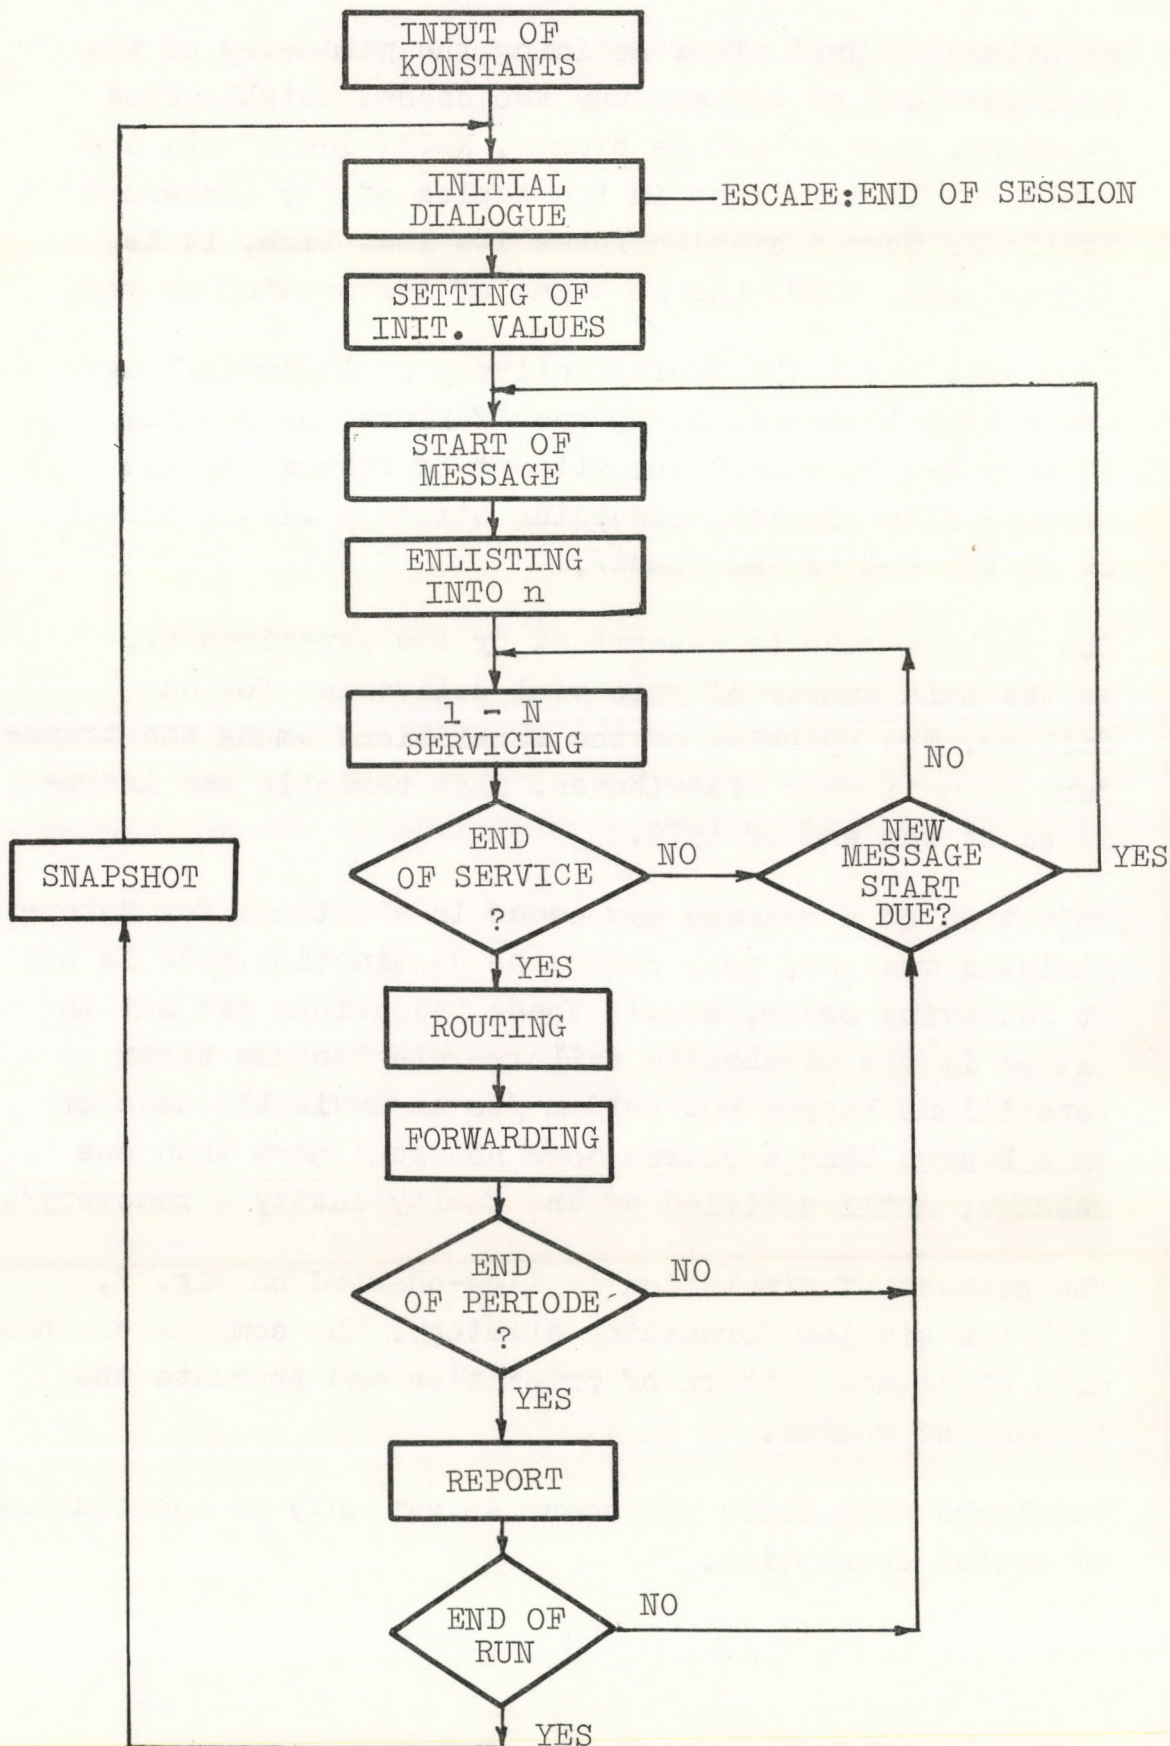 INPUT OF
KONSTANTS
INITIAL
DIALOGUE
ESCAPE:END OF SESSION
SETTING OF
INIT. VALUES
START OF
MESSAGE
ENLISTING
INTO n
1 - N
SERVICING
NO
END
OF SERVICE
?
NO
NEW
MESSAGE
START
DUE?
YES
SNAPSHOT
YES
ROUTING
FORWARDING
END
OF PERIODE
?
NO
YES
REPORT
END OF
RUN
NO
YES